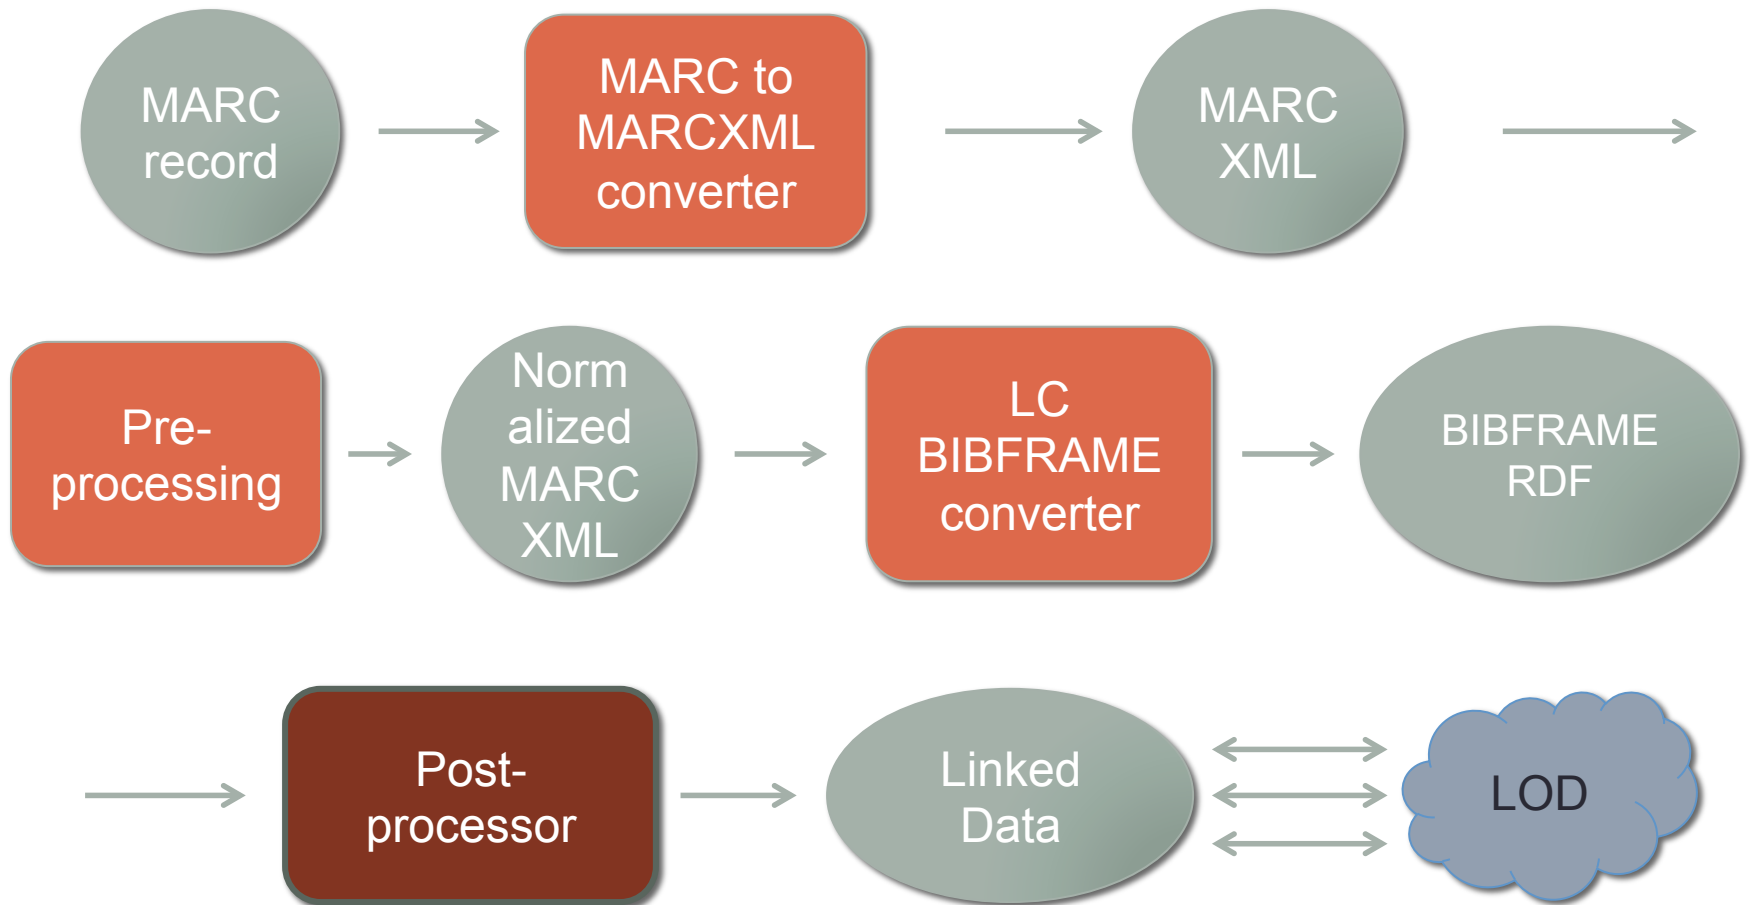 MARC
record
MARC to
MARCXML
converter
MARC
XML
Pre-
processing
Norm
alized
MARC
XML
LC
BIBFRAME
converter
BIBFRAME
RDF
Post-
processor
Linked
Data
LOD